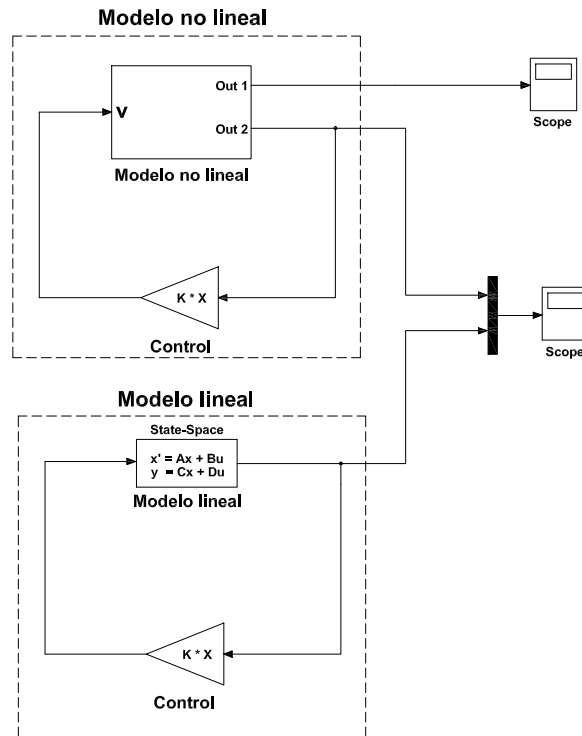 Modelo no lineal
V
Out 1
Out 2
Modelo no lineal
K * X
Control
Scope
Scope
Modelo lineal
State-Space
x' = Ax + Bu
y = Cx + Du
Modelo lineal
K * X
Control